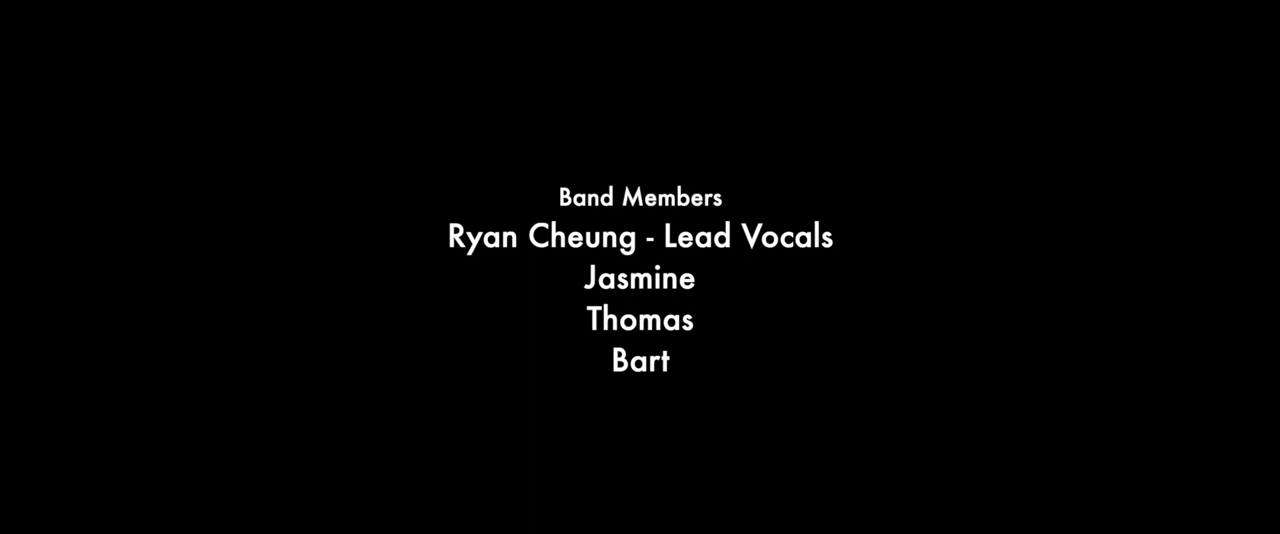 Band Members
Ryan Cheung - Lead Vocals
Jasmine
Thomas
Bart